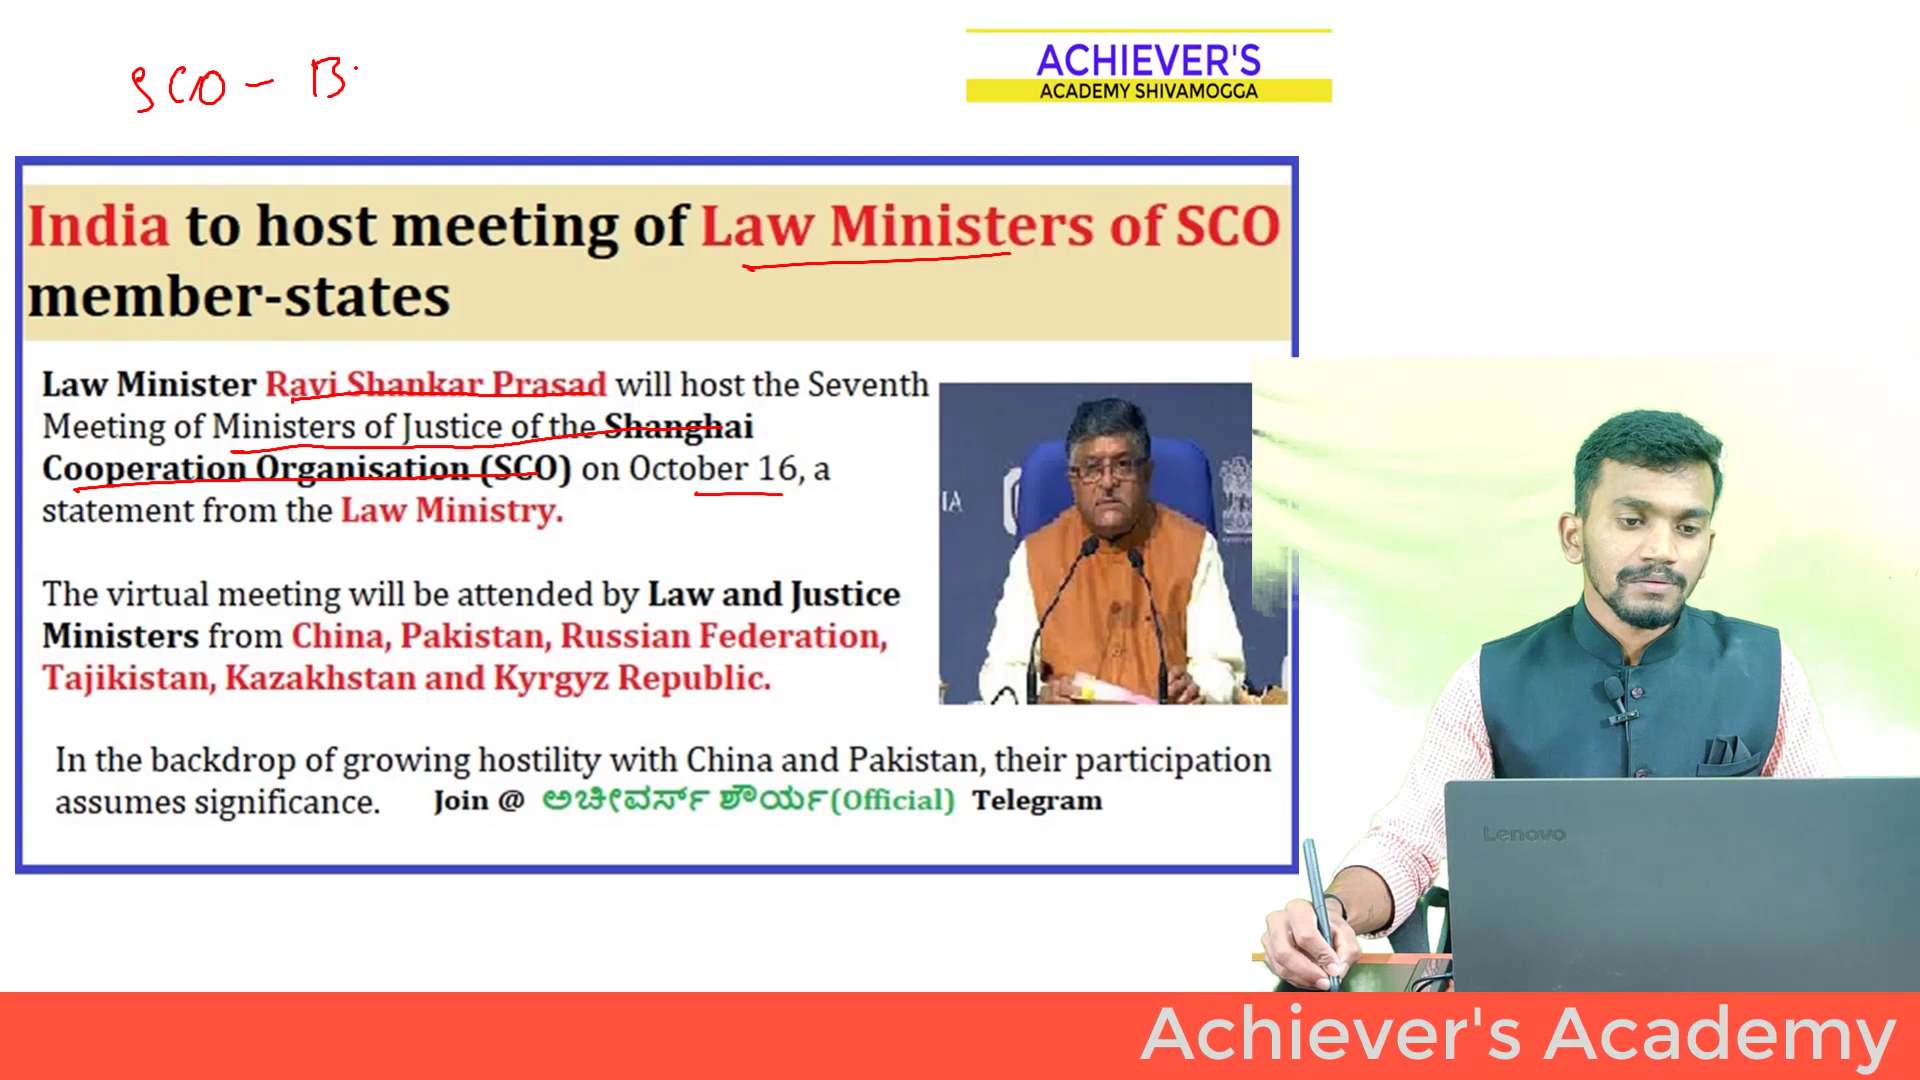 SCO - B
ACHIEVER'S
ACADEMY SHIVAMOGGA
India to host meeting of Law Ministers of SCO
member-states
Law Minister Ravi Shankar Prasad will host the Seventh
Meeting of Ministers of Justice of the Shanghai
Cooperation Organisation (SCO) on October 16, a
statement from the Law Ministry.
The virtual meeting will be attended by Law and Justice
Ministers from China, Pakistan, Russian Federation,
Tajikistan, Kazakhstan and Kyrgyz Republic.
In the backdrop of growing hostility with China and Pakistan, their participation
assumes significance.
Join @ ಅಚೀವರ್ಸ್ ಶೌರ್ಯ(Official) Telegram
IA
Lenovo
Achiever's Academy